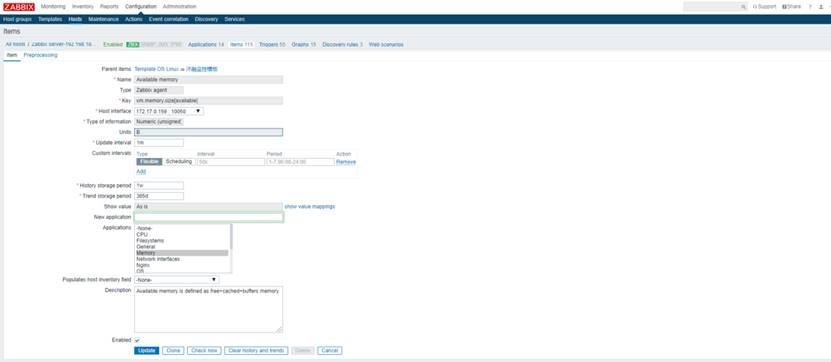 ZABBIX Monitoring Inventory Reports Configuration Administration Support Share ?
Host groups Templates Hosts Maintenance Actions Event correlation Discovery Services
Items
All hosts / Zabbix server-192.168.18... Enabled ZBX SNMP JMX IPMI Applications 14 Items 115 Triggers 55 Graphs 15 Discovery rules 3 Web scenarios
Item Preprocessing
Parent items Template OS Linux
* Name Available memory
Type Zabbix agent
* Key vm.memory.size[available]
* Host interface 172.17.0.159 : 10050
* Type of information Numeric (unsigned)
Units B
* Update interval 1m
Custom intervals Type Interval Period Action
Flexible Scheduling 50s 1-7,00:00-24:00 Remove
Add
* History storage period 1w
* Trend storage period 365d
Show value As is show value mappings
New application
Applications -None-
CPU
Filesystems
General
Memory
Network interfaces
Nginx
OS
Populates host inventory field -None-
Description Available memory is defined as free+cached+buffers memory.
Enabled
Update Clone Check now Clear history and trends Delete Cancel